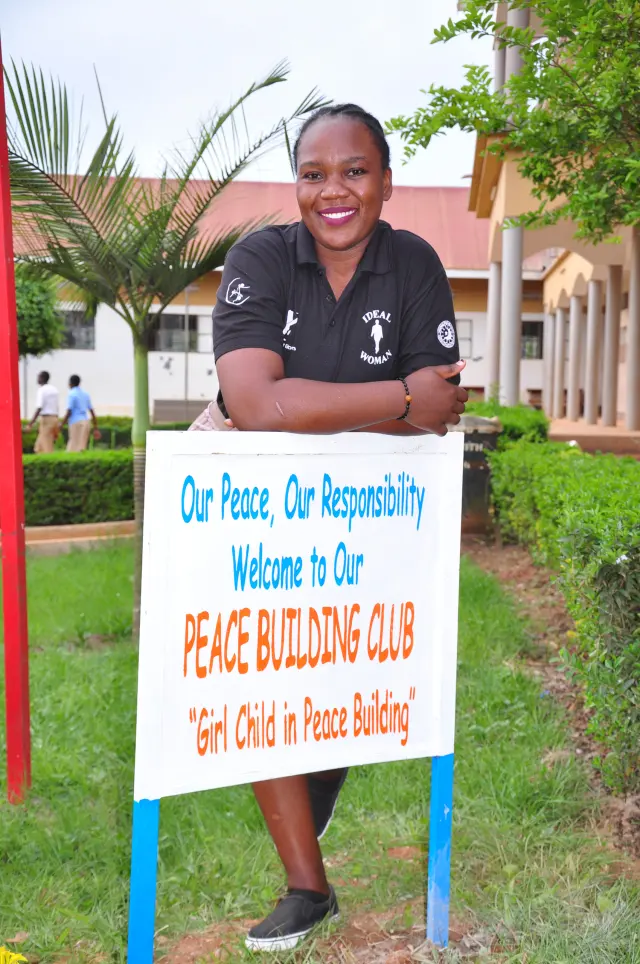 IDEAL
WOMAN
Our Peace, Our Responsibility
Welcome to Our
PEACE BUILDING CLUB
"Girl Child in Peace Building"